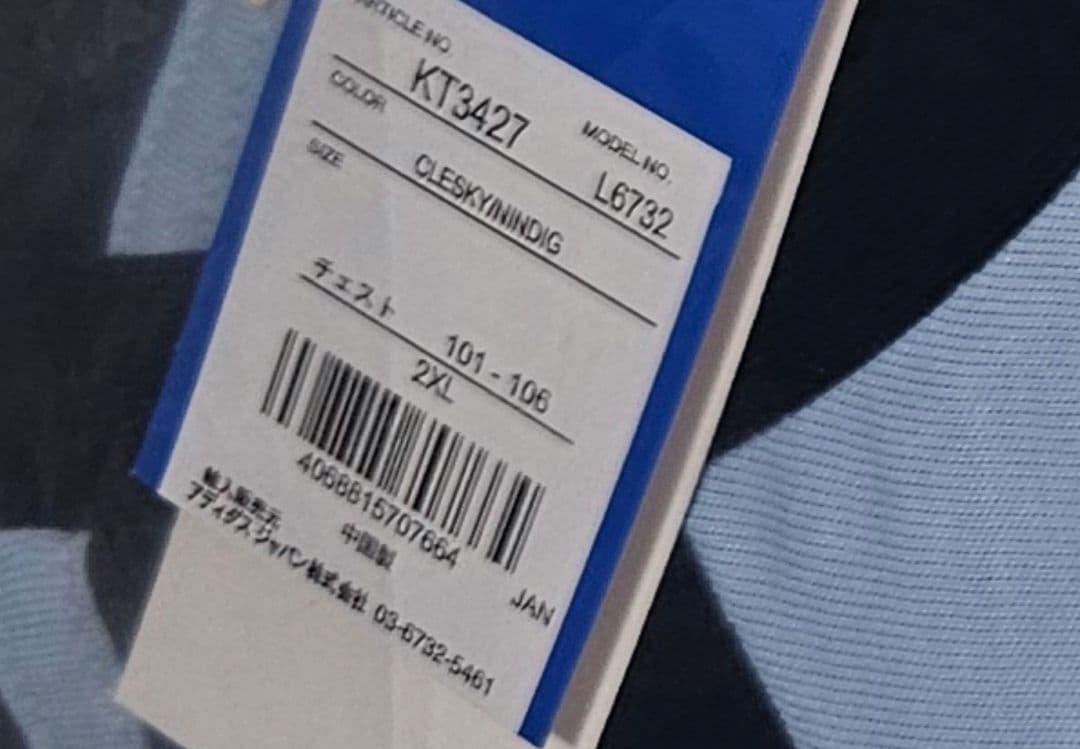 ARTICLE NO.
KT3427
MODEL NO.
L6732
COLOR
CLESKY/NINDIG
SIZE
チェスト 101 - 106
2XL
4068815707664
JAN
中国製
輸入販売元
アディダスジャパン株式会社 03-6732-5461